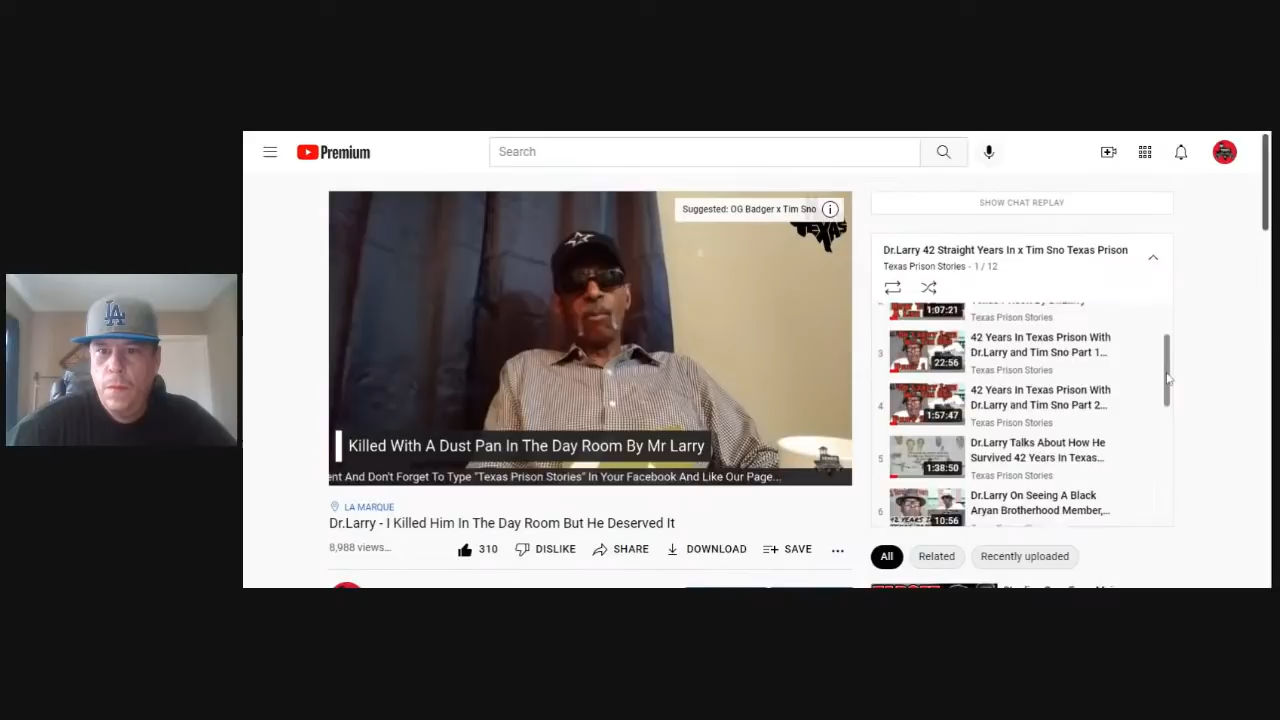 Premium
Search
Suggested: OG Badger x Tim Sno
TEXAS
LA
Killed With A Dust Pan In The Day Room By Mr Larry
ent And Don't Forget To Type "Texas Prison Stories" In Your Facebook And Like Our Page...
LA MARQUE
Dr.Larry - I Killed Him In The Day Room But He Deserved It
8,988 views...
310
DISLIKE
SHARE
DOWNLOAD
SAVE
SHOW CHAT REPLAY
Dr.Larry 42 Straight Years In x Tim Sno Texas Prison
Texas Prison Stories - 1 / 12
1:07:21
Texas Prison By Dr.Larry
Texas Prison Stories
3
22:56
42 Years In Texas Prison With
Dr.Larry and Tim Sno Part 1...
Texas Prison Stories
4
1:57:47
42 Years In Texas Prison With
Dr.Larry and Tim Sno Part 2...
Texas Prison Stories
5
1:38:50
Dr.Larry Talks About How He
Survived 42 Years In Texas...
Texas Prison Stories
6
10:56
Dr.Larry On Seeing A Black
Aryan Brotherhood Member,...
All
Related
Recently uploaded